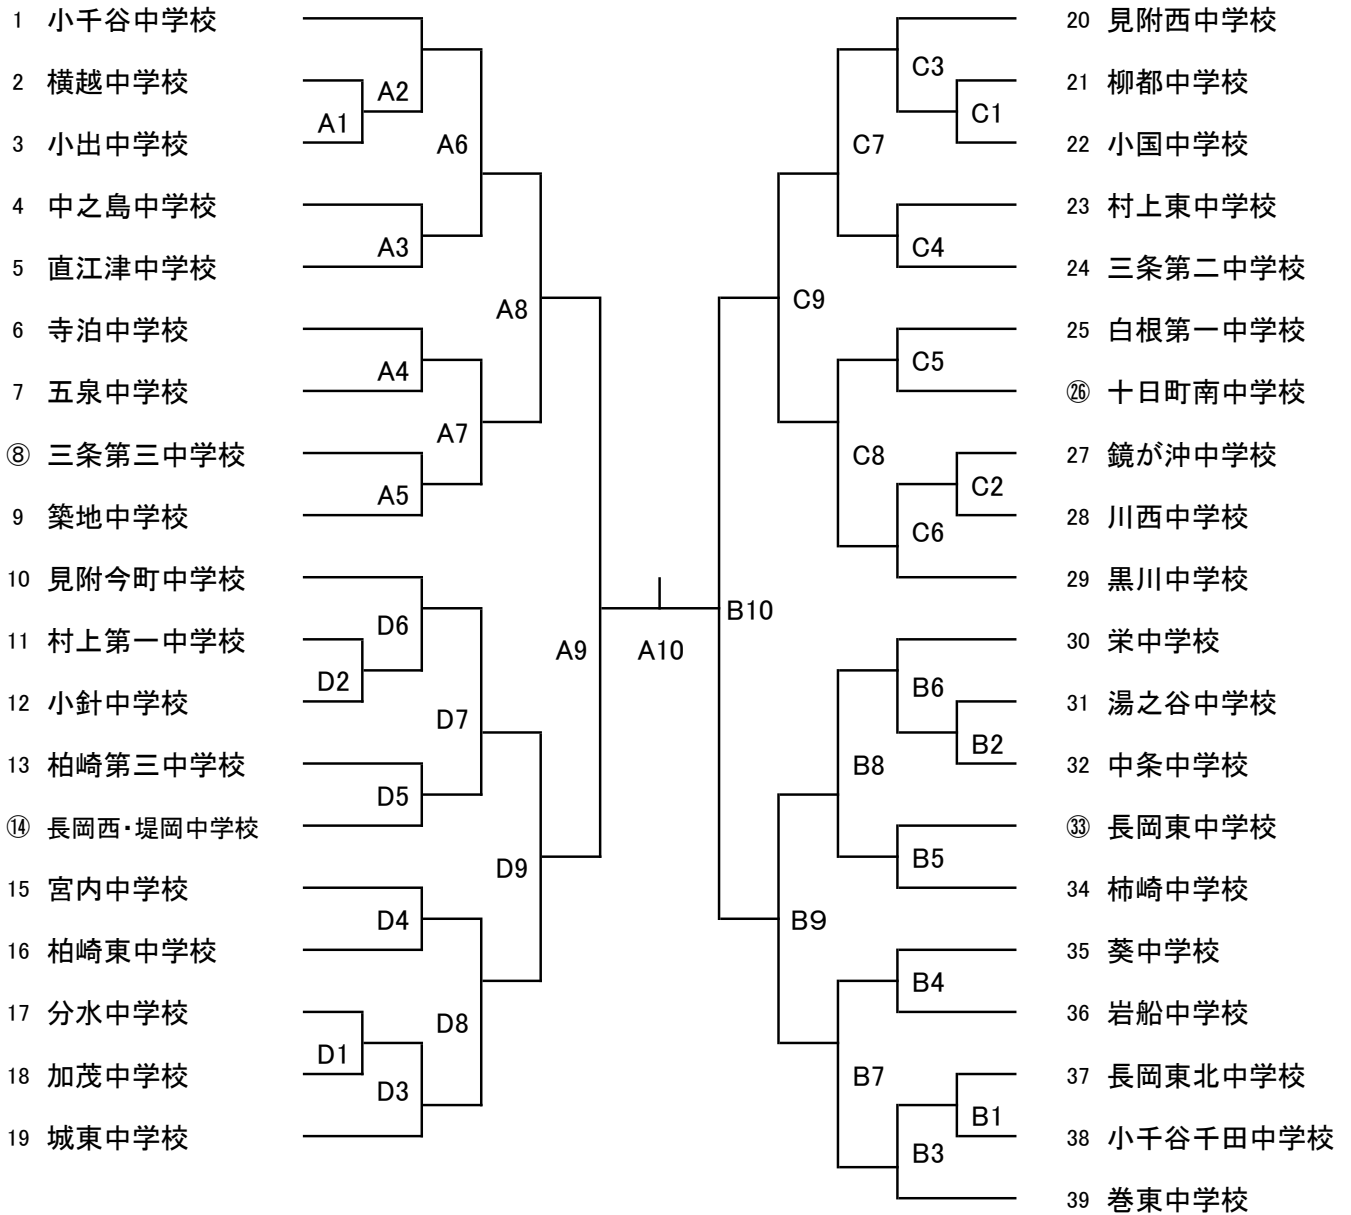 1 小千谷中学校
2 横越中学校
3 小出中学校
4 中之島中学校
5 直江津中学校
6 寺泊中学校
7 五泉中学校
⑧ 三条第三中学校
9 築地中学校
10 見附今町中学校
11 村上第一中学校
12 小針中学校
13 柏崎第三中学校
⑭ 長岡西・堤岡中学校
15 宮内中学校
16 柏崎東中学校
17 分水中学校
18 加茂中学校
19 城東中学校
A1
A2
A3
A4
A5
A6
A7
A8
D6
D2
D7
D5
D4
D1
D3
D8
D9
A9
A10
B10
C9
C7
C8
C3
C1
C4
C5
C2
C6
B6
B2
B8
B5
B9
B4
B7
B1
B3
20 見附西中学校
21 柳都中学校
22 小国中学校
23 村上東中学校
24 三条第二中学校
25 白根第一中学校
㉖ 十日町南中学校
27 鏡が沖中学校
28 川西中学校
29 黒川中学校
30 栄中学校
31 湯之谷中学校
32 中条中学校
㉝ 長岡東中学校
34 柿崎中学校
35 葵中学校
36 岩船中学校
37 長岡東北中学校
38 小千谷千田中学校
39 巻東中学校